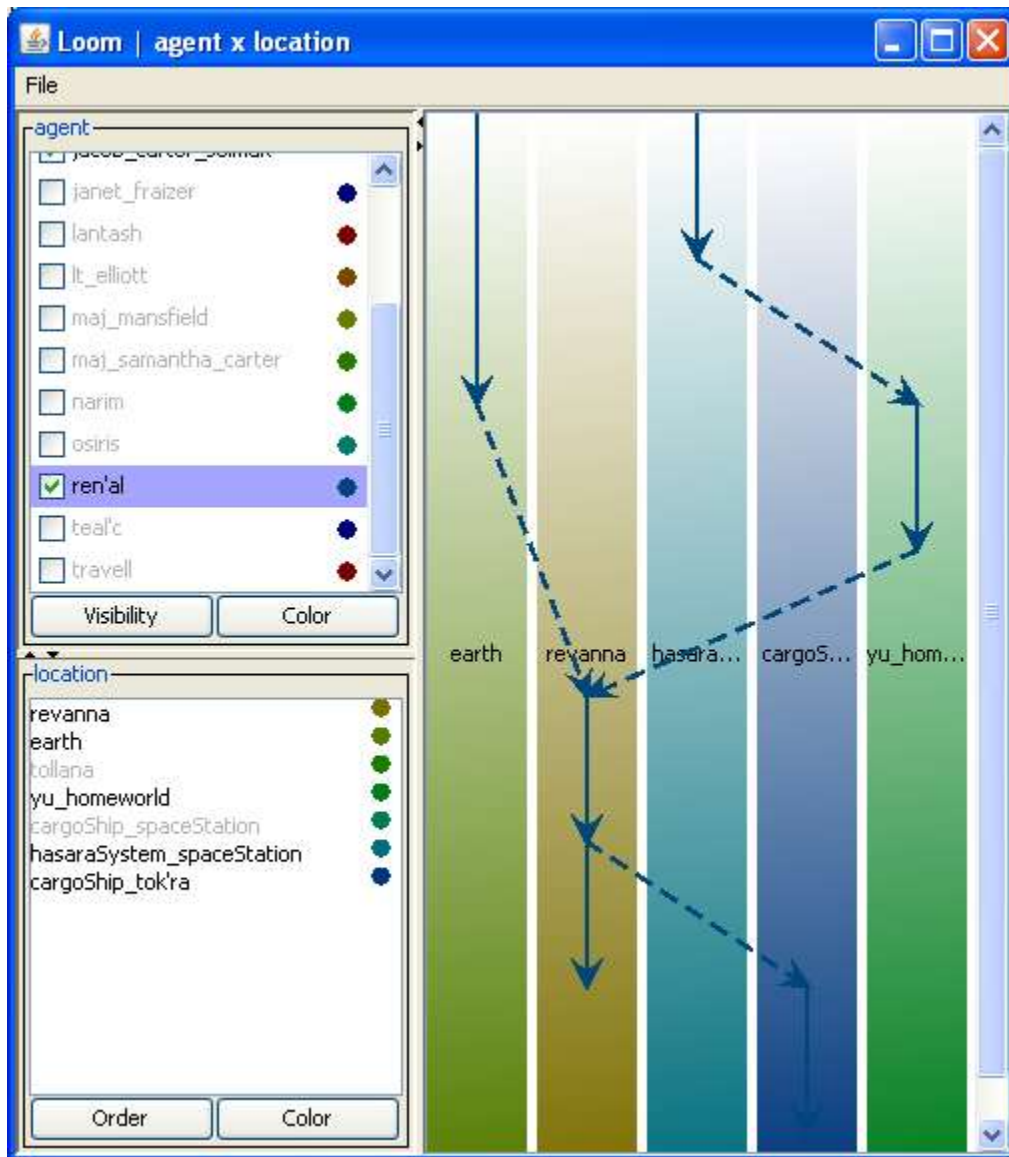 Loom | agent x location
File
agent
jacob_carter_selmak
janet_fraizer
lantash
lt_elliott
maj_mansfield
maj_samantha_carter
narim
osiris
ren'al
teal'c
travell
Visibility Color
location
revanna
earth
tollana
yu_homeworld
cargoShip_spaceStation
hasaraSystem_spaceStation
cargoShip_tok'ra
Order Color
earth revanna hasara... cargoS... yu_hom...